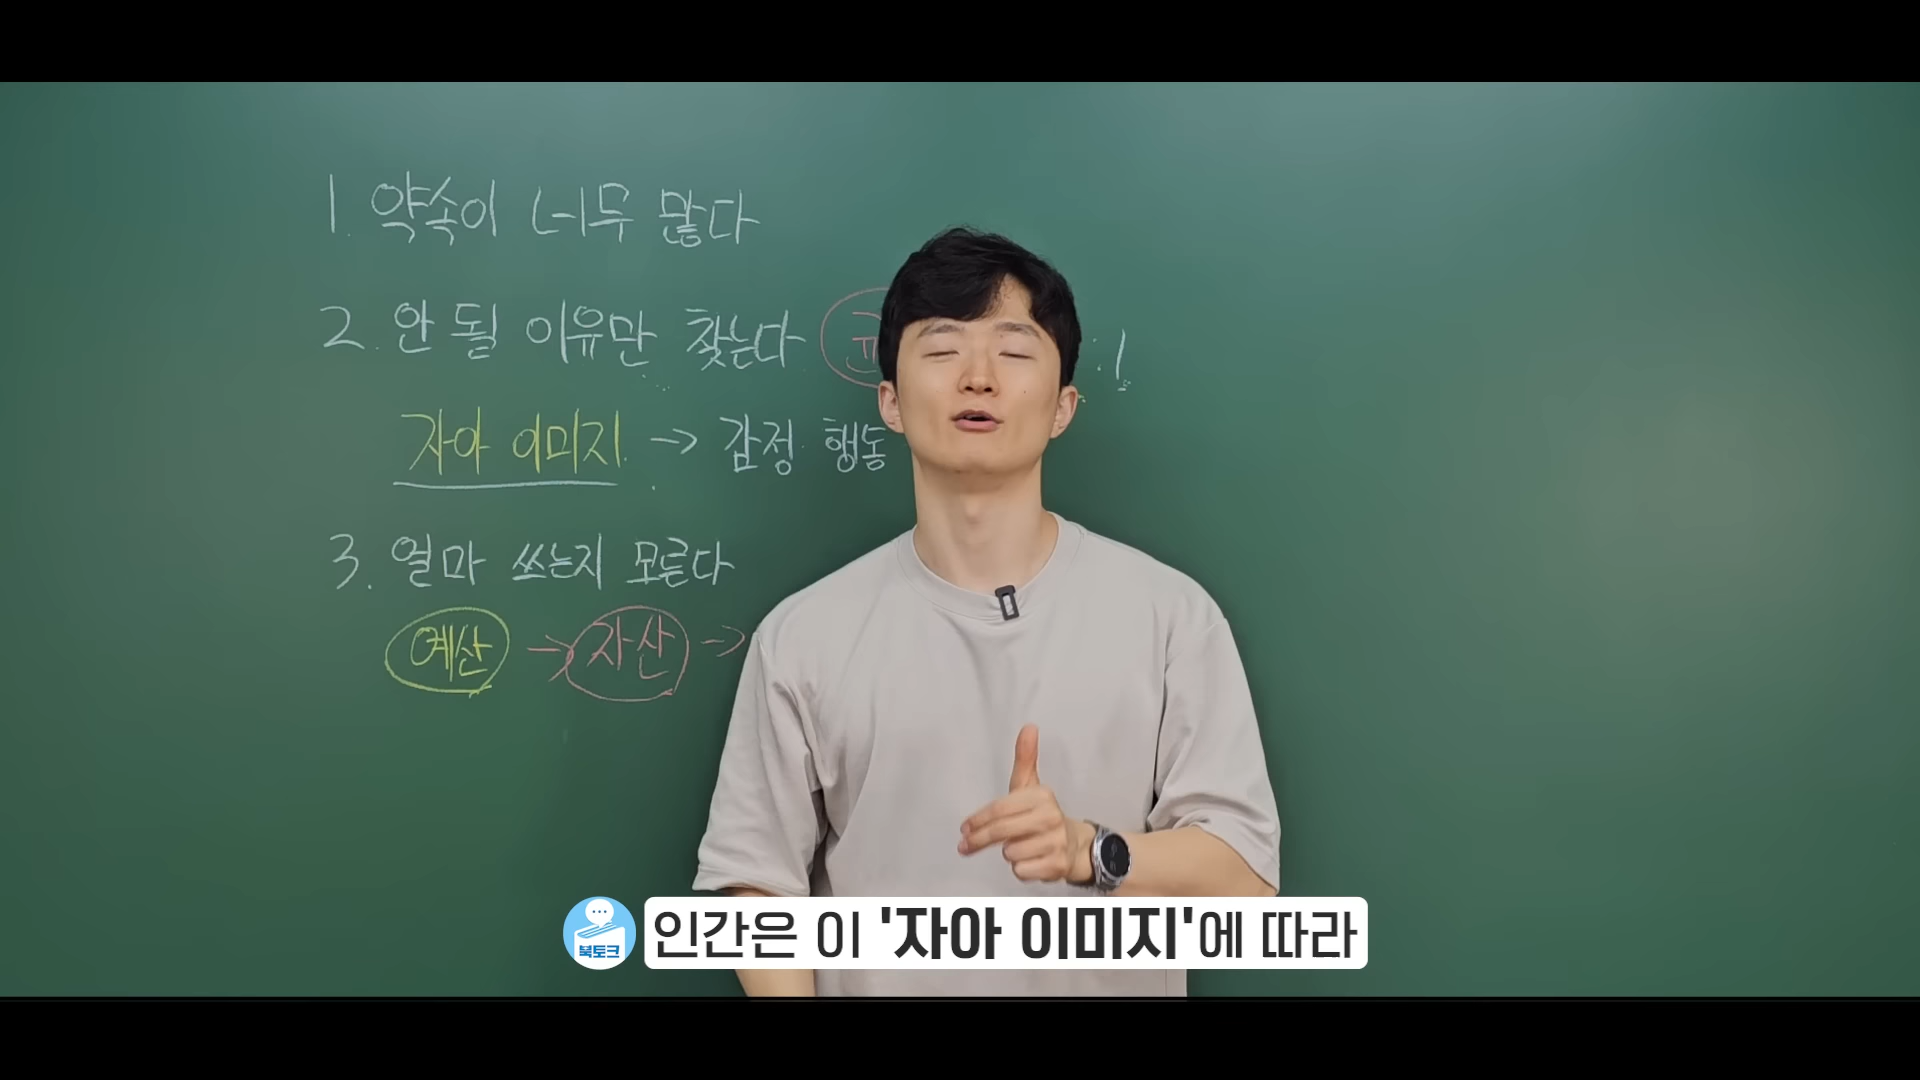 1. 약속이 너무 많다
2. 안 될 이유만 찾는다
자아 이미지 → 감정 행동
3. 얼마 쓰는지 모른다
예산 → 자산 →
북토크
인간은 이 '자아 이미지'에 따라